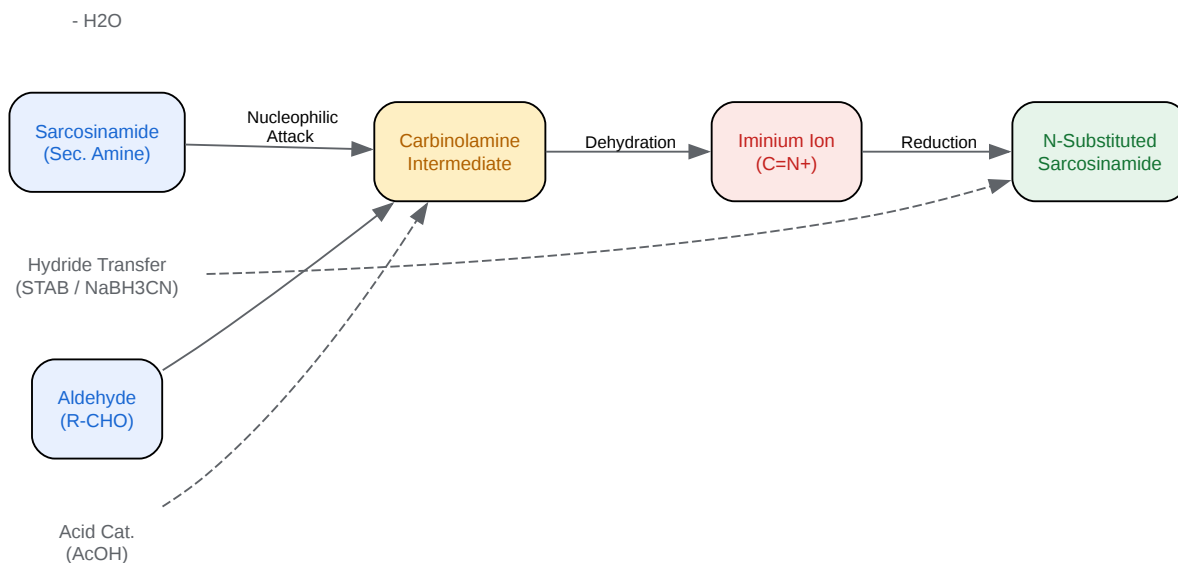 - H2O
Nucleophilic
Attack
Sarcosinamide
(Sec. Amine)
Carbinolamine
Intermediate
Dehydration
Iminium Ion
(C=N+)
Reduction
N-Substituted
Sarcosinamide
Hydride Transfer
(STAB / NaBH3CN)
Aldehyde
(R-CHO)
Acid Cat.
(AcOH)